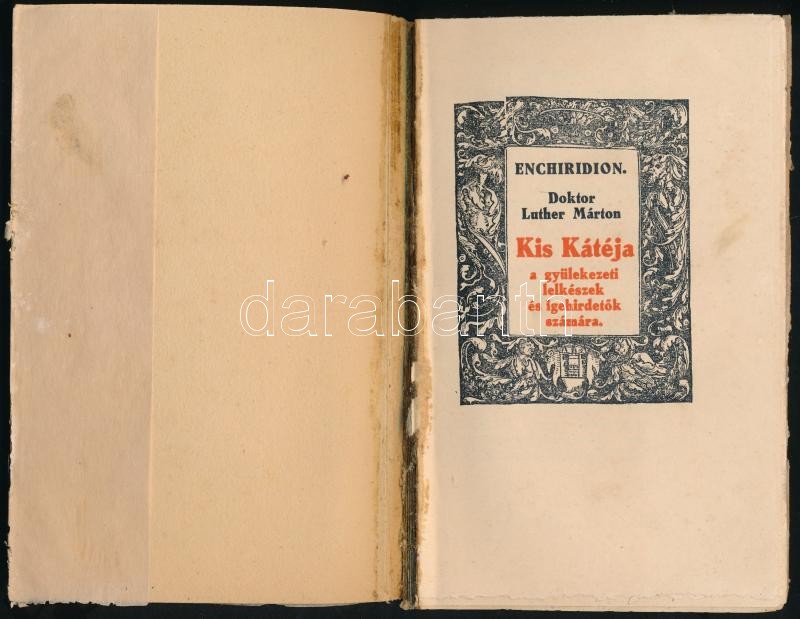 ENCHIRIDION.
Doktor
Luther Márton
Kis Kátéja
a gyülekezeti
lelkészek
és igehirdetők
számára.
darabanth